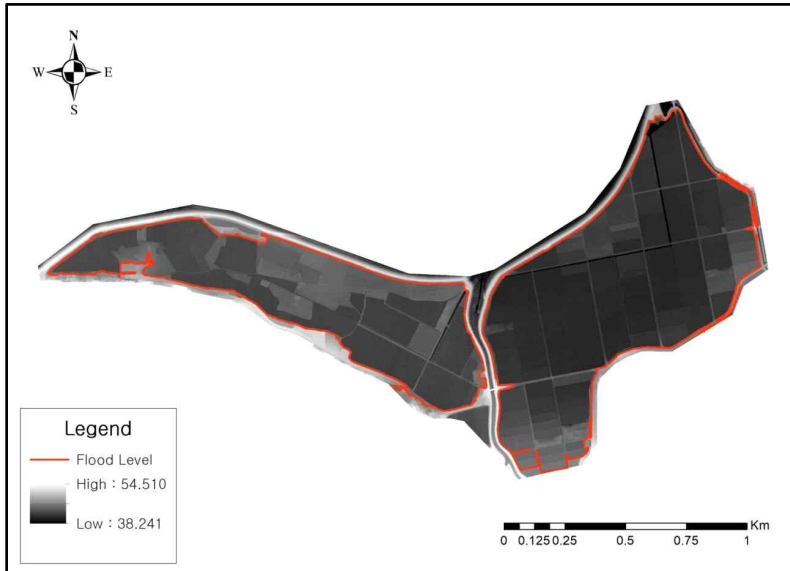 N
W E
S
Legend
Flood Level
High : 54.510
Low : 38.241
Km
0 0.125 0.25 0.5 0.75 1